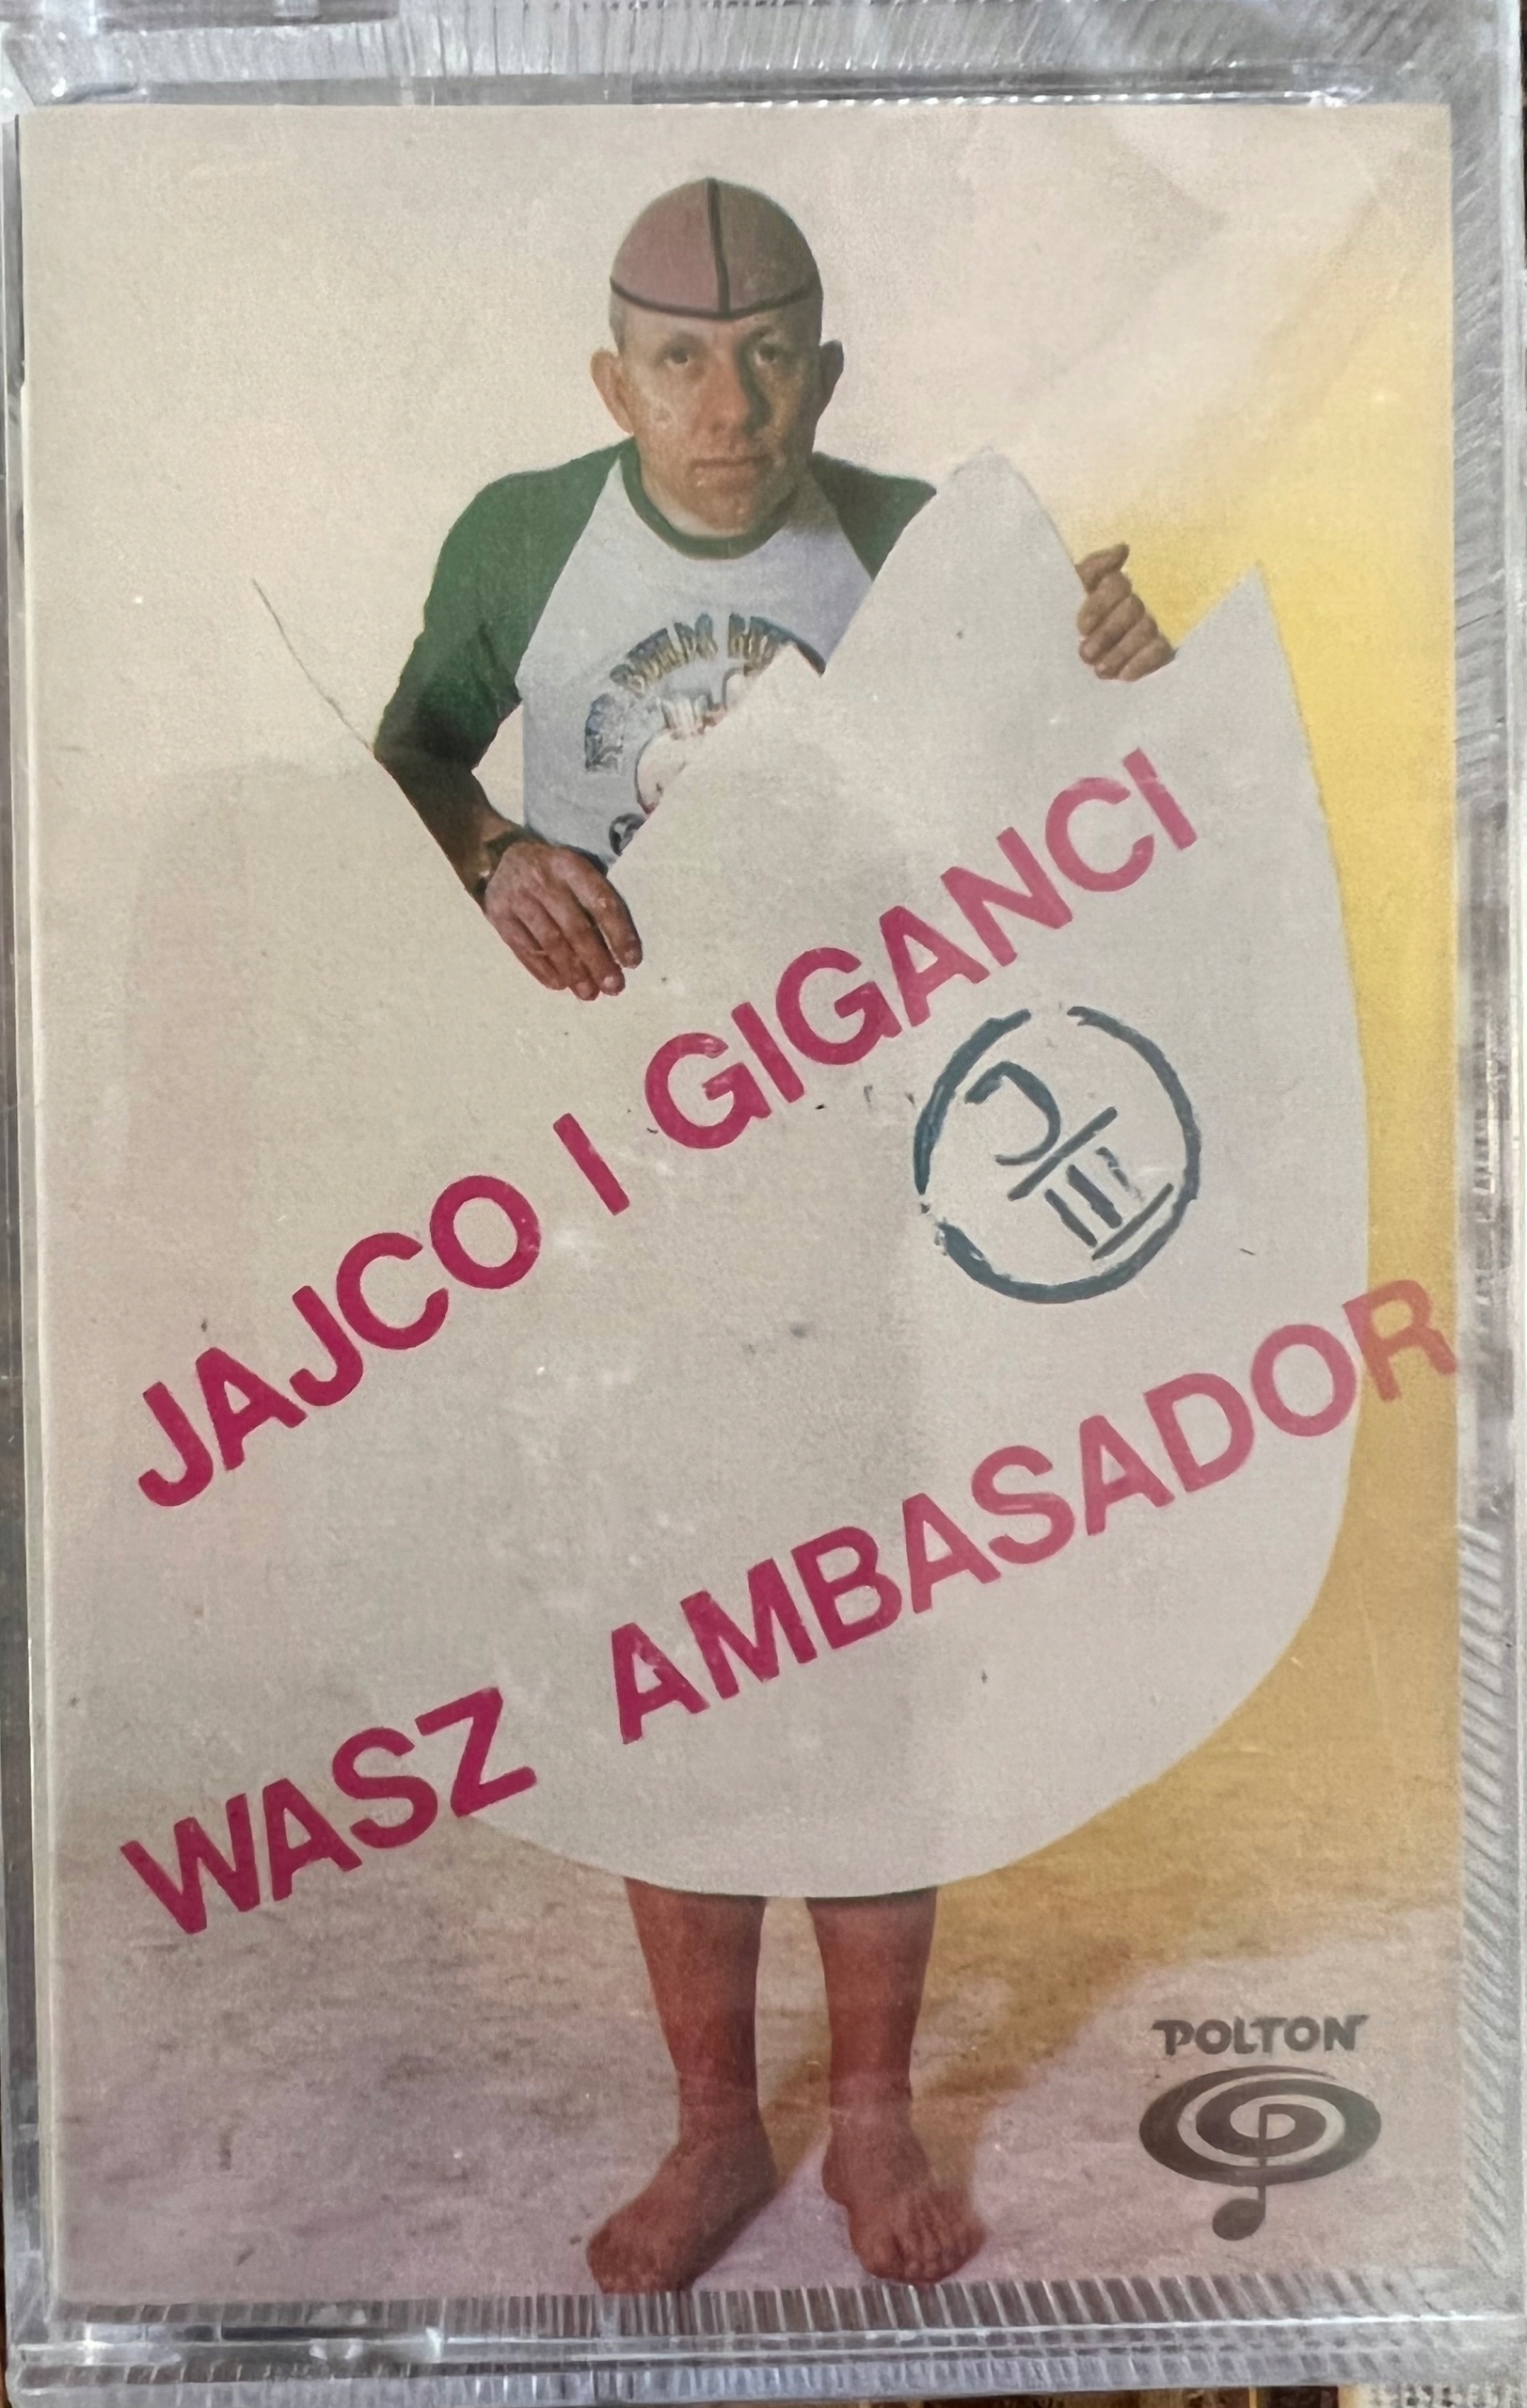 JAJCO I GIGANCI
WASZ AMBASADOR
POLTON